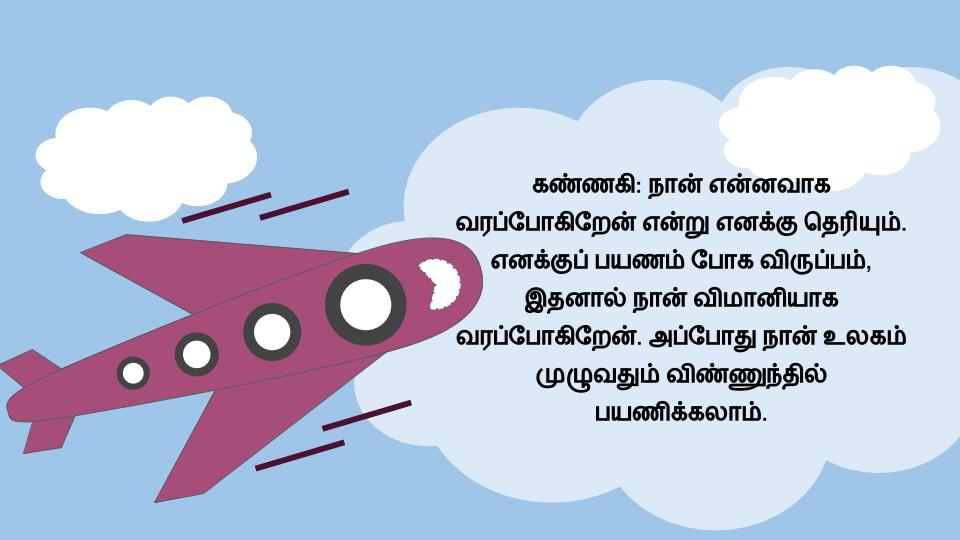 கண்ணகி: நான் என்னவாக
வரப்போகிறேன் என்று எனக்கு தெரியும்.
எனக்குப் பயணம் போக விருப்பம்,
இதனால் நான் விமானியாக
வரப்போகிறேன். அப்போது நான் உலகம்
முழுவதும் விண்ணுந்தில்
பயணிக்கலாம்.